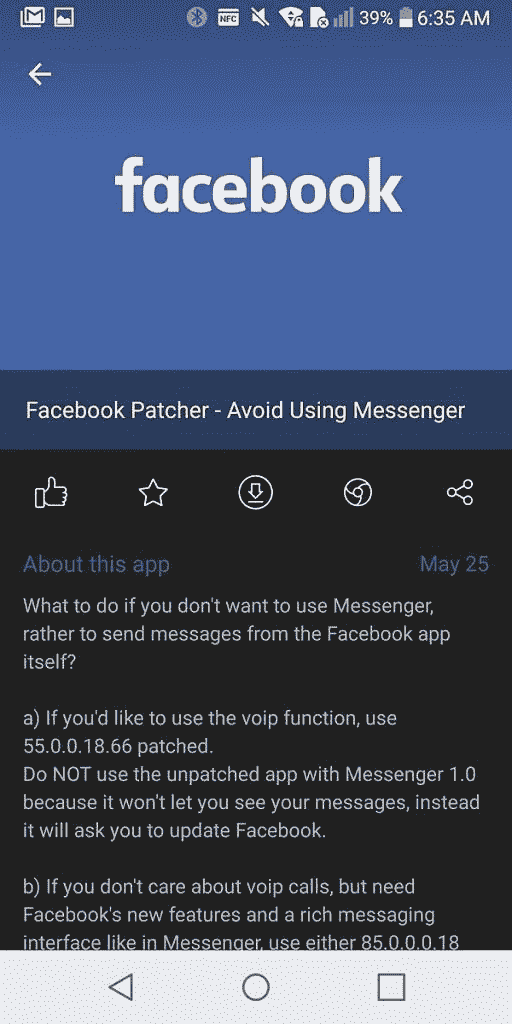 NFC 39% 6:35 AM
facebook
Facebook Patcher - Avoid Using Messenger
About this app May 25
What to do if you don't want to use Messenger,
rather to send messages from the Facebook app
itself?
a) If you'd like to use the voip function, use
55.0.0.18.66 patched.
Do NOT use the unpatched app with Messenger 1.0
because it won't let you see your messages, instead
it will ask you to update Facebook.
b) If you don't care about voip calls, but need
Facebook's new features and a rich messaging
interface like in Messenger, use either 85.0.0.0.18